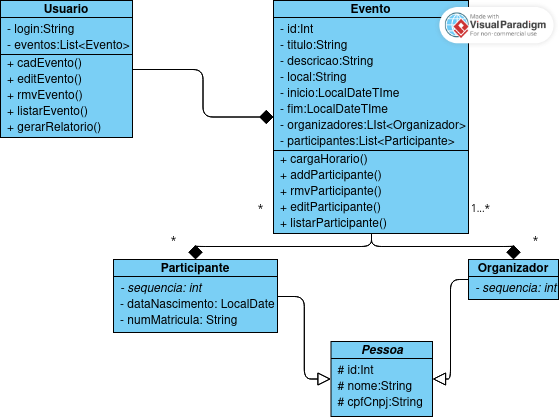 Usuario
- login:String
- eventos:List<Evento>
+ cadEvento()
+ editEvento()
+ rmvEvento()
+ listarEvento()
+ gerarRelatorio()
Evento
- id:Int
- titulo:String
- descricao:String
- local:String
- inicio:LocalDateTIme
- fim:LocalDateTIme
- organizadores:LIst<Organizador>
- participantes:List<Participante>
+ cargaHorario()
+ addParticipante()
+ rmvParticipante()
+ editParticipante()
+ listarParticipante()
Made with
Visual Paradigm
For non-commercial use
*
1...*
*
*
Participante
- sequencia: int
- dataNascimento: LocalDate
- numMatricula: String
Organizador
- sequencia: int
Pessoa
# id:Int
# nome:String
# cpfCnpj:String